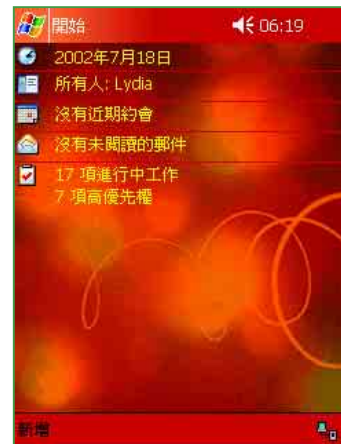 開始 06:19
2002年7月18日
所有人: Lydia
沒有近期約會
沒有未閱讀的郵件
17 項進行中工作
7 項高優先權
新增